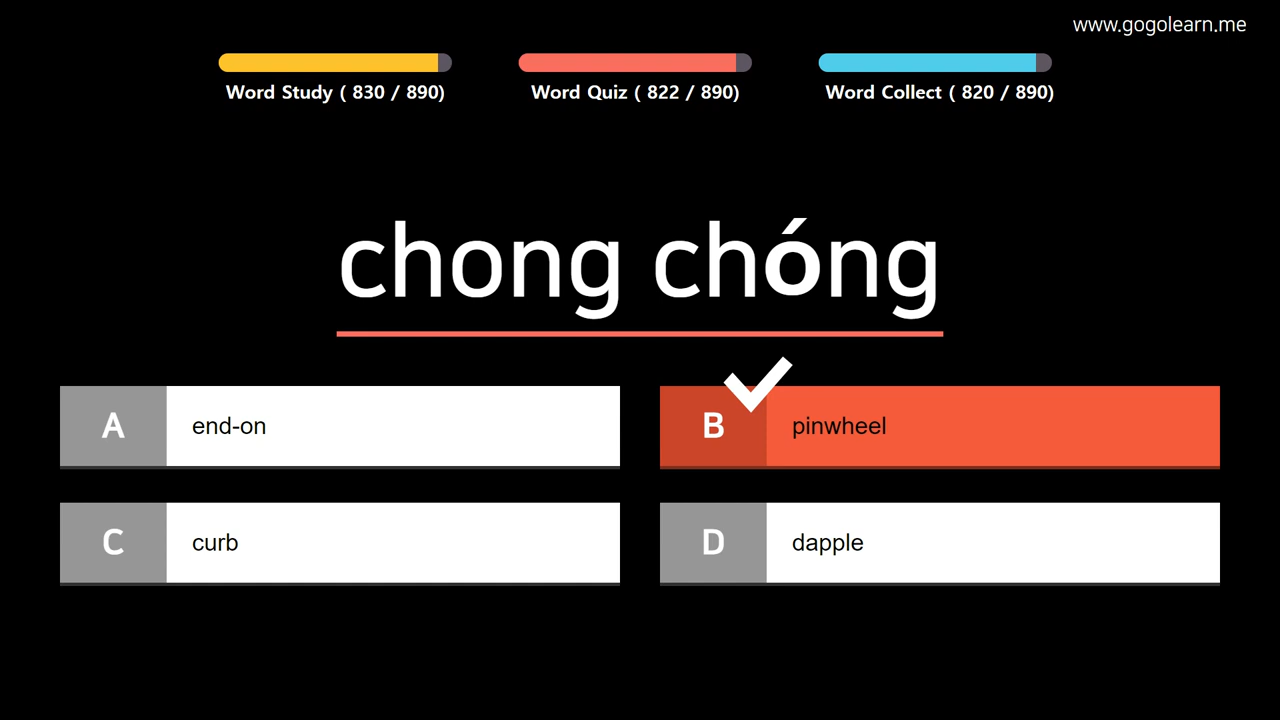 www.gogolearn.me
Word Study ( 830 / 890)
Word Quiz ( 822 / 890)
Word Collect ( 820 / 890)
chong chóng
A end-on
B pinwheel
C curb
D dapple